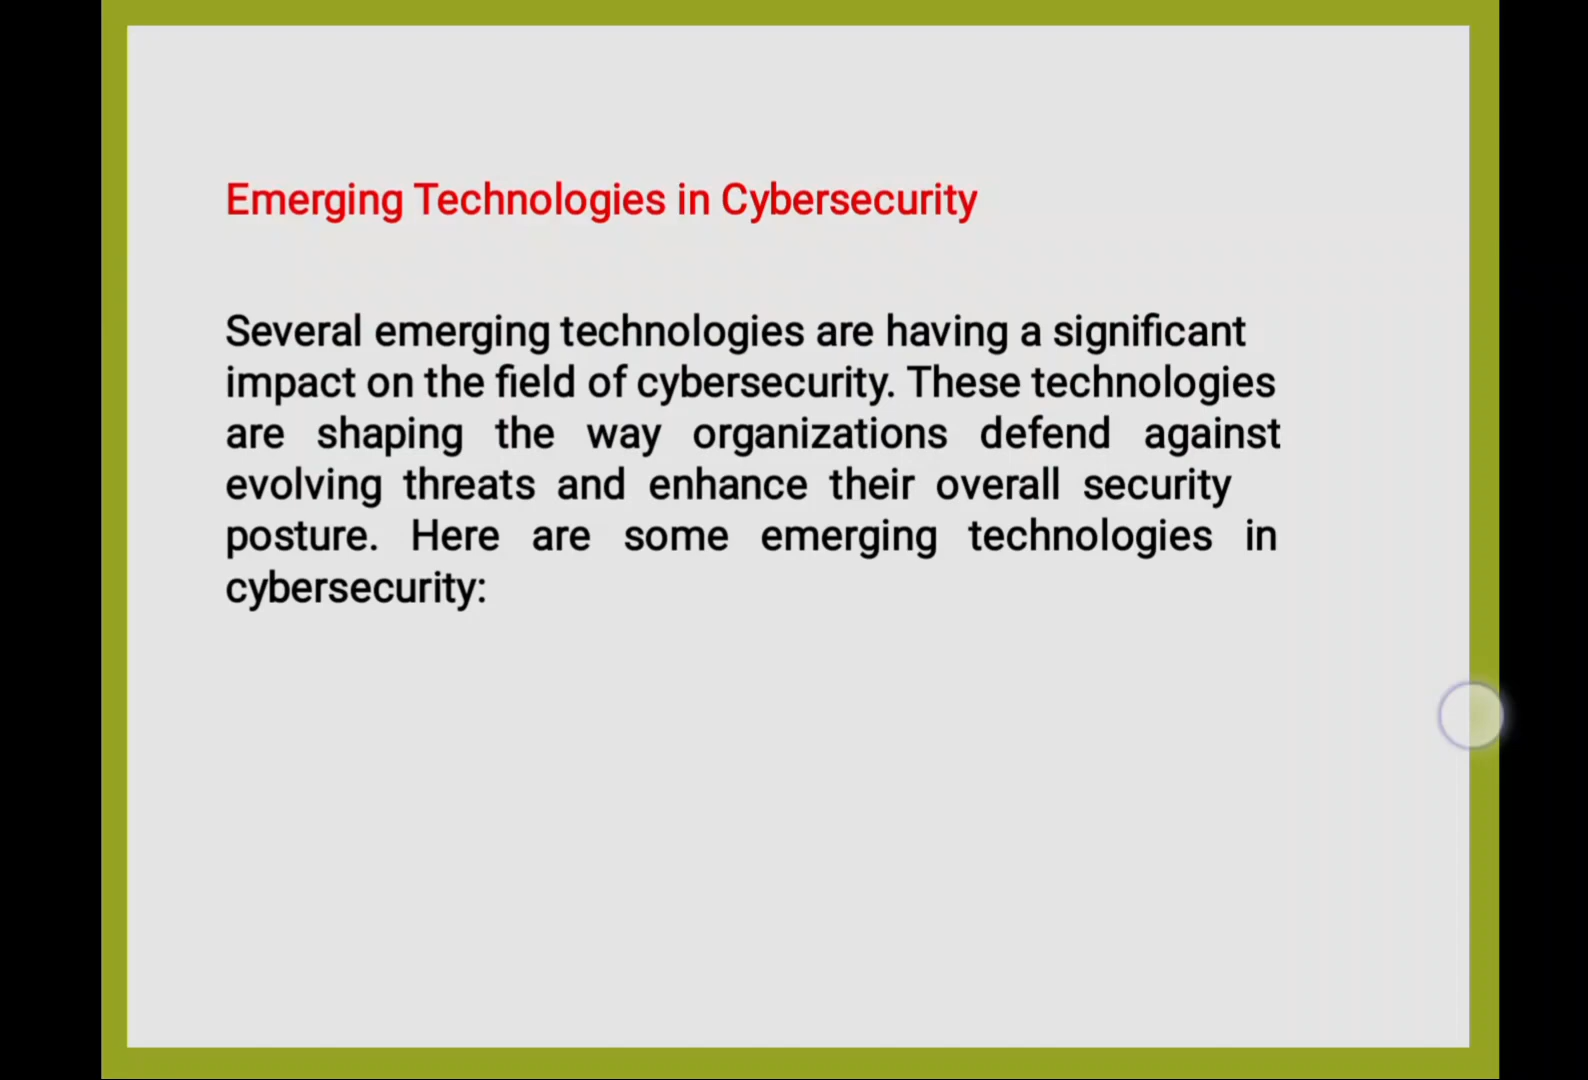 Emerging Technologies in Cybersecurity
Several emerging technologies are having a significant
impact on the field of cybersecurity. These technologies
are shaping the way organizations defend against
evolving threats and enhance their overall security
posture. Here are some emerging technologies in
cybersecurity: